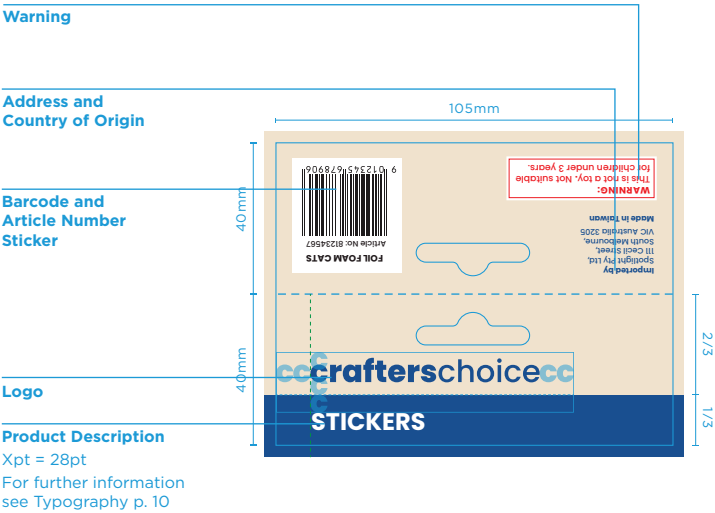 Warning
Address and
Country of Origin
Barcode and
Article Number
Sticker
Logo
Product Description
Xpt = 28pt
For further information
see Typography p. 10
105mm
40mm
40mm
2/3
1/3
FOIL FOAM CATS
Article No: 81234567
9 012345 678906
WARNING:
This is not a toy. Not suitable
for children under 3 years.
Imported by
Spotlight Pty Ltd,
111 Cecil Street,
South Melbourne,
VIC Australia 3205
Made in Taiwan
c
cccrafterschoicecc
c
c
STICKERS